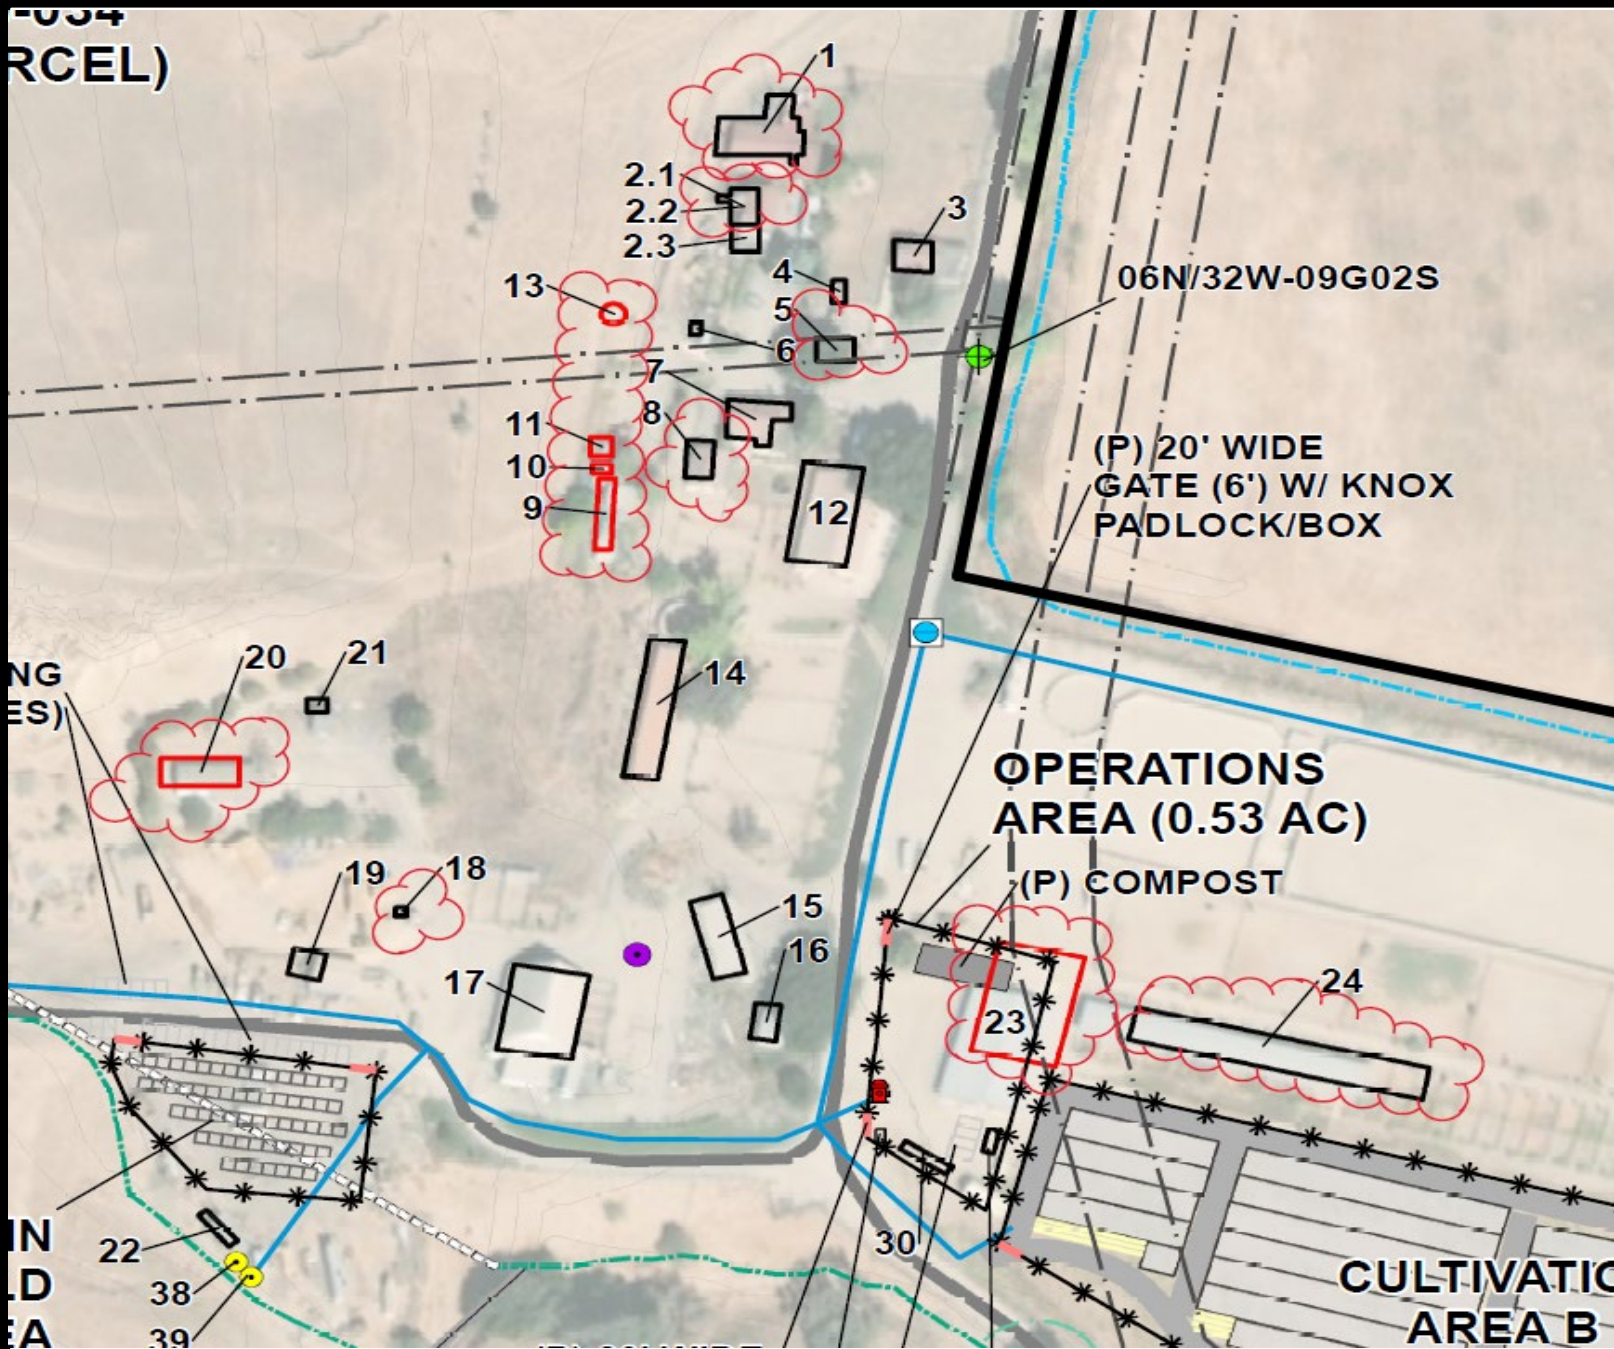 -034
RCEL)
1
2.1
2.2
2.3
3
4
5
6
13
06N/32W-09G02S
7
8
11
10
9
12
(P) 20' WIDE
GATE (6') W/ KNOX
PADLOCK/BOX
20
21
NG
ES)
14
OPERATIONS
AREA (0.53 AC)
(P) COMPOST
19
18
15
16
17
23
24
30
IN
LD
EA
22
38
39
CULTIVATIO
AREA B